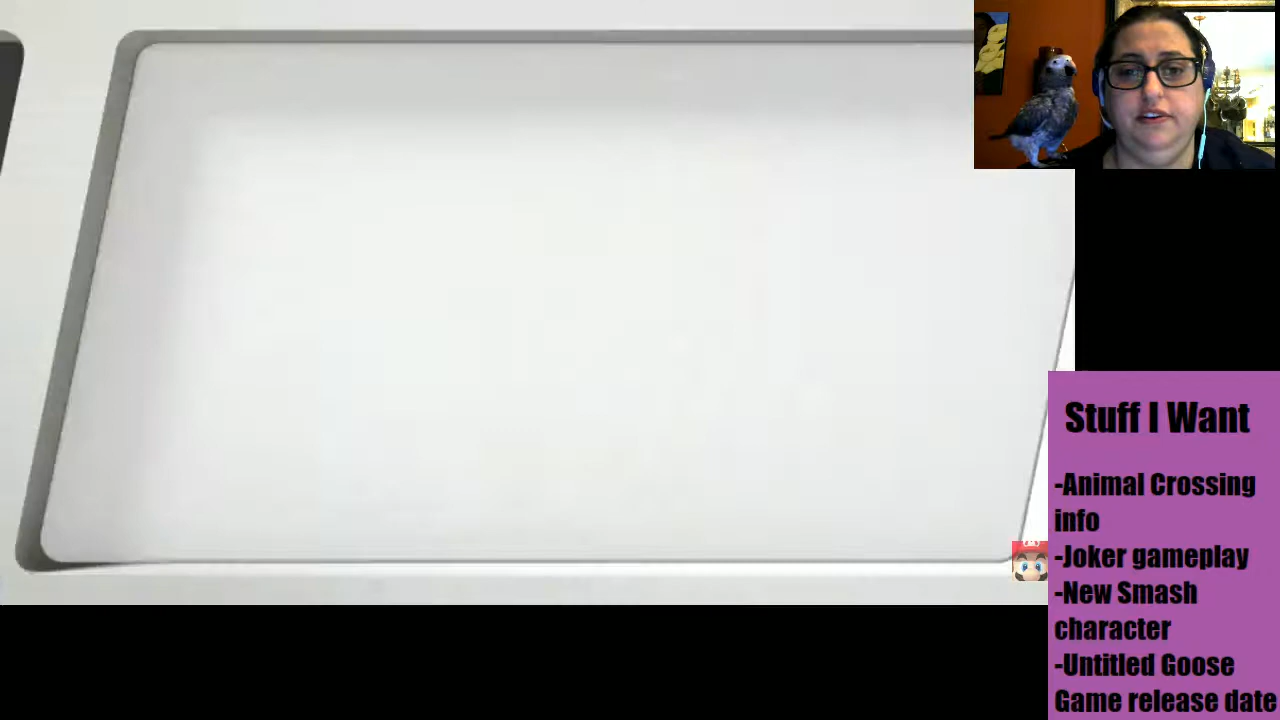 Stuff I Want
-Animal Crossing
info
-Joker gameplay
-New Smash
character
-Untitled Goose
Game release date